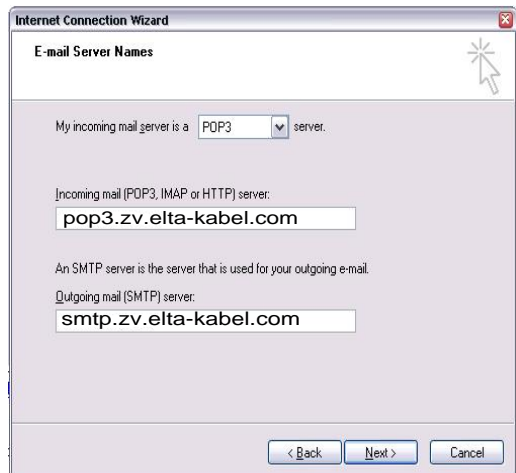 Internet Connection Wizard
E-mail Server Names
My incoming mail server is a POP3 server.
Incoming mail (POP3, IMAP or HTTP) server:
pop3.zv.elta-kabel.com
An SMTP server is the server that is used for your outgoing e-mail.
Outgoing mail (SMTP) server:
smtp.zv.elta-kabel.com
< Back Next > Cancel